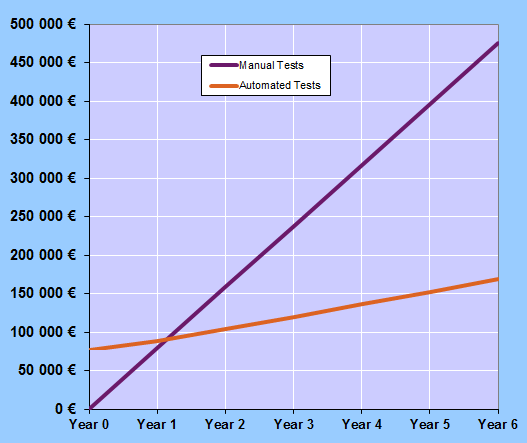 500 000 €
450 000 €
400 000 €
350 000 €
300 000 €
250 000 €
200 000 €
150 000 €
100 000 €
50 000 €
0 €
Manual Tests
Automated Tests
Year 0 Year 1 Year 2 Year 3 Year 4 Year 5 Year 6